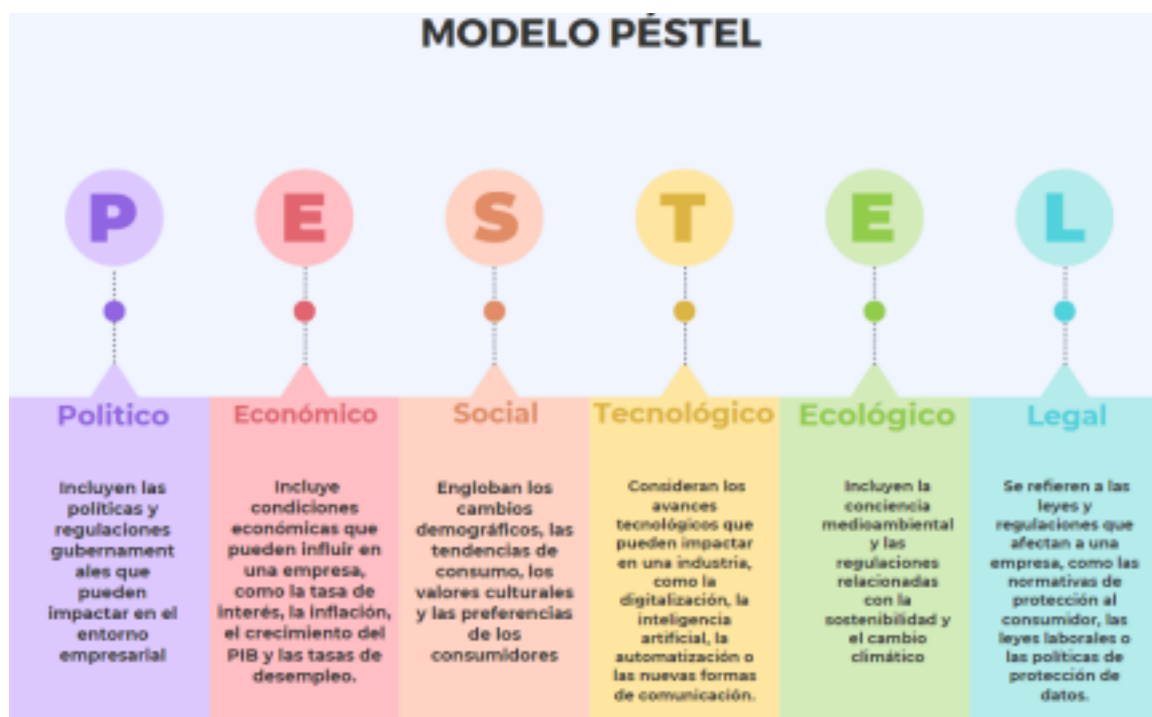 MODELO PÉSTEL
P
E
S
T
E
L
Politico
Incluyen las
políticas y
regulaciones
gubernament
ales que
pueden
impactar en el
entorno
empresarial
Económico
Incluye
condiciones
económicas que
pueden influir en
una empresa,
como la tasa de
interés, la inflación,
el crecimiento del
PIB y las tasas de
desempleo.
Social
Engloban los
cambios
demográficos, las
tendencias de
consumo, los
valores culturales
y las preferencias
de los
consumidores
Tecnológico
Consideran los
avances
tecnológicos que
pueden impactar
en una industria,
como la
digitalización, la
inteligencia
artificial, la
automatización o
las nuevas formas
de comunicación.
Ecológico
Incluyen la
conciencia
medioambiental
y las
regulaciones
relacionadas
con la
sostenibilidad y
el cambio
climático
Legal
Se refieren a las
leyes y
regulaciones que
afectan a una
empresa, como las
normativas de
protección al
consumidor, las
leyes laborales o
las políticas de
protección de
datos.